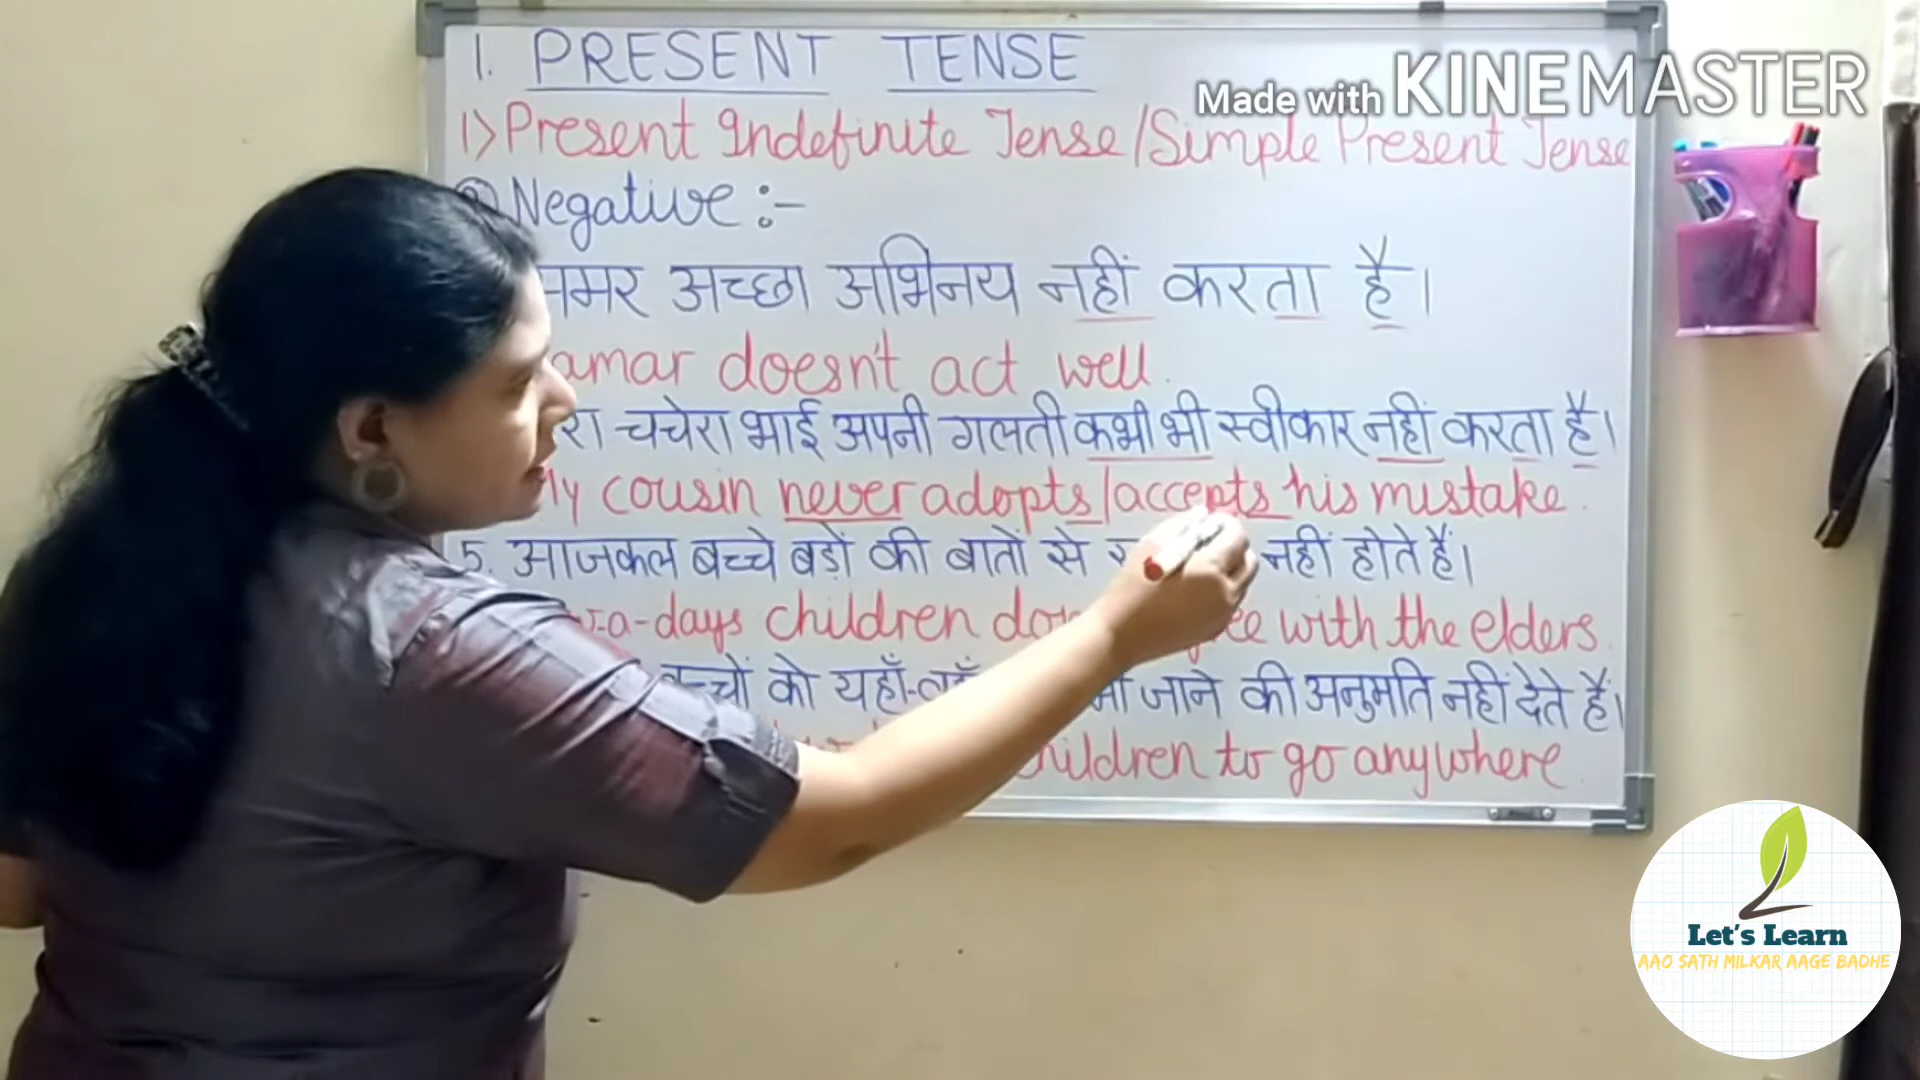 1. PRESENT TENSE
Made with KINEMASTER
1> Present Indefinite Tense/Simple Present Tense
Negative :-
अच्छा अभिनय नहीं करता है।
doesn't act well.
चचेरा भाई अपनी गलती कभी भी स्वीकार नहीं करता है।
My cousin never adopts/accepts his mistake.
5. आजकल बच्चे बड़ों की बातों से नहीं होते हैं।
children with the elders.
बच्चों को जाने की अनुमति नहीं देते हैं।
children to go anywhere
Let's Learn
AAO SATH MILKAR AAGE BADHE